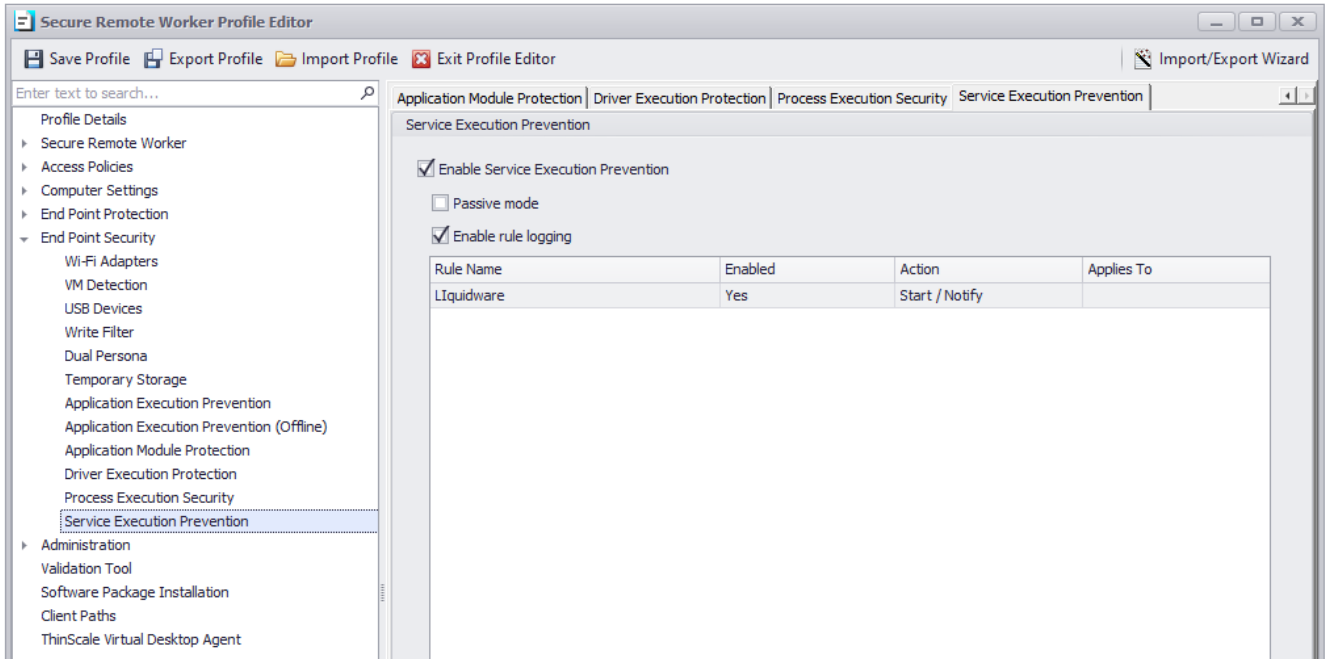 Secure Remote Worker Profile Editor
Save Profile Export Profile Import Profile Exit Profile Editor Import/Export Wizard
Enter text to search...
Profile Details
Secure Remote Worker
Access Policies
Computer Settings
End Point Protection
End Point Security
Wi-Fi Adapters
VM Detection
USB Devices
Write Filter
Dual Persona
Temporary Storage
Application Execution Prevention
Application Execution Prevention (Offline)
Application Module Protection
Driver Execution Protection
Process Execution Security
Service Execution Prevention
Administration
Validation Tool
Software Package Installation
Client Paths
ThinScale Virtual Desktop Agent
Application Module Protection Driver Execution Protection Process Execution Security Service Execution Prevention
Service Execution Prevention
Enable Service Execution Prevention
Passive mode
Enable rule logging
Rule Name Enabled Action Applies To
LIquidware Yes Start / Notify